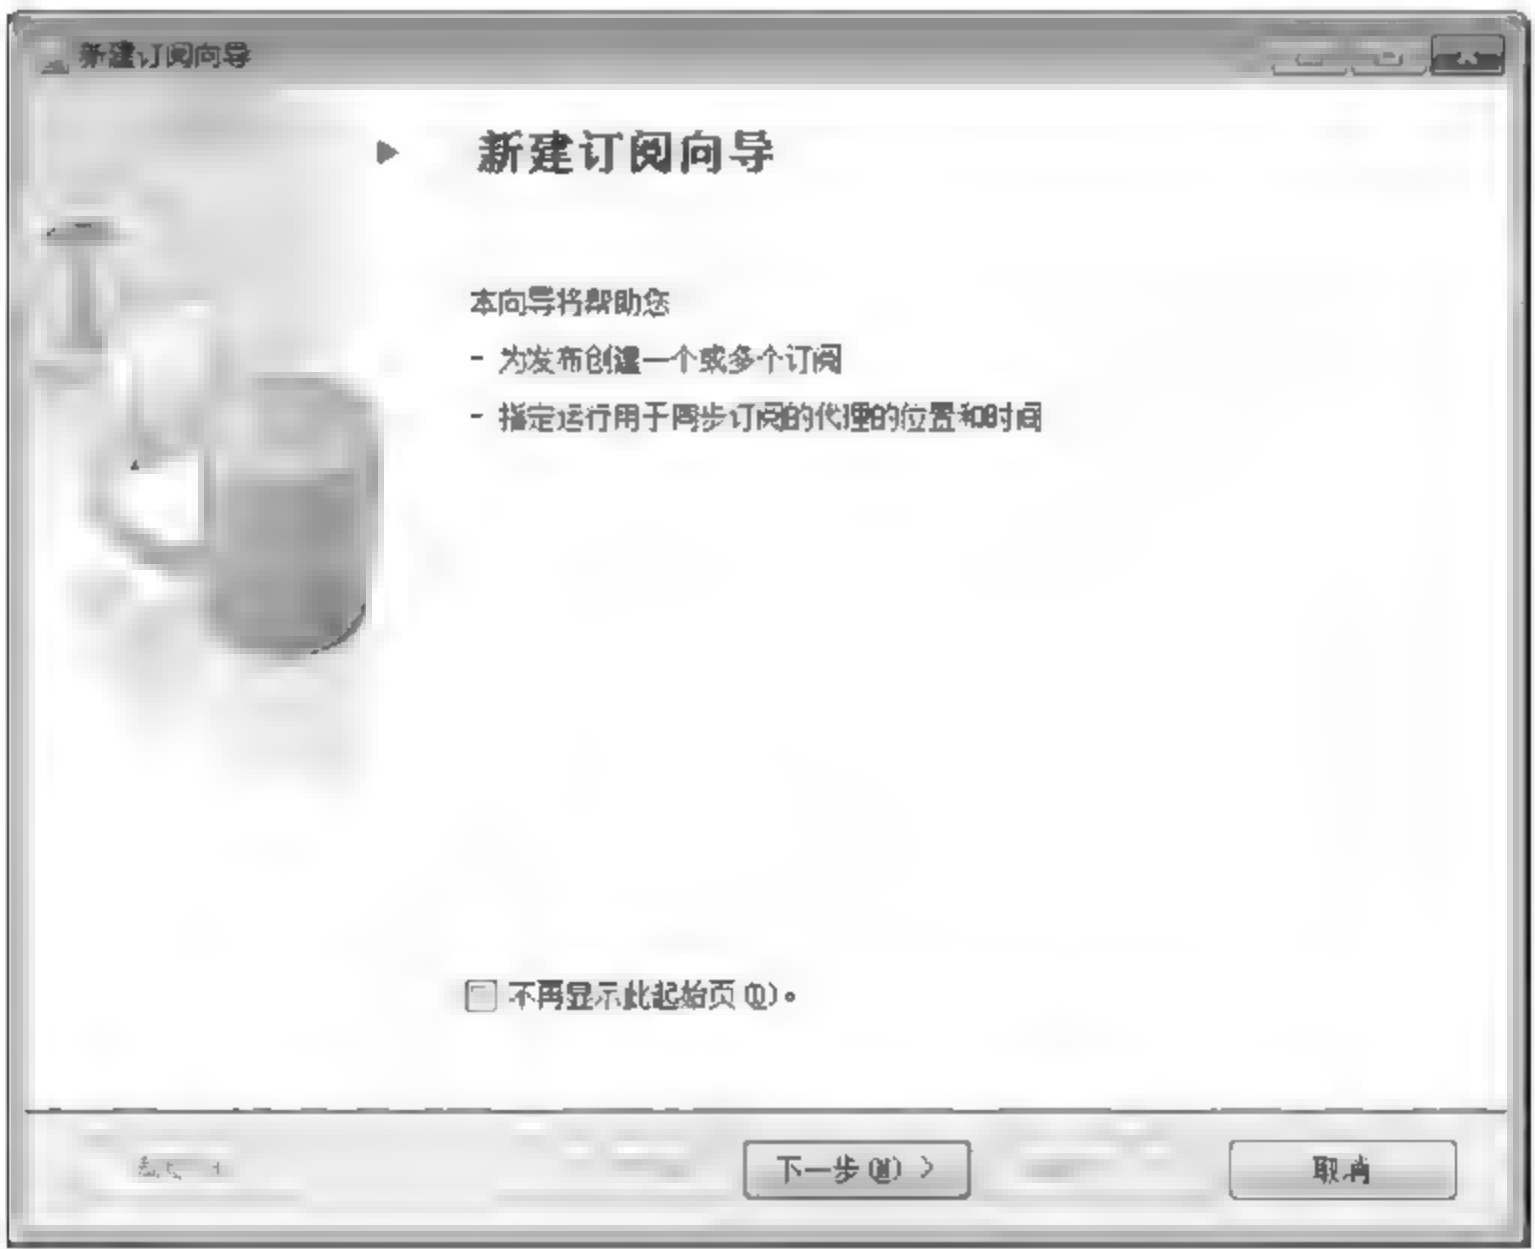 新建订阅向导
新建订阅向导
本向导将帮助您
- 为发布创建一个或多个订阅
- 指定运行用于同步订阅的代理的位置和时间
不再显示此起始页(D)。
下一步(N) >
取消